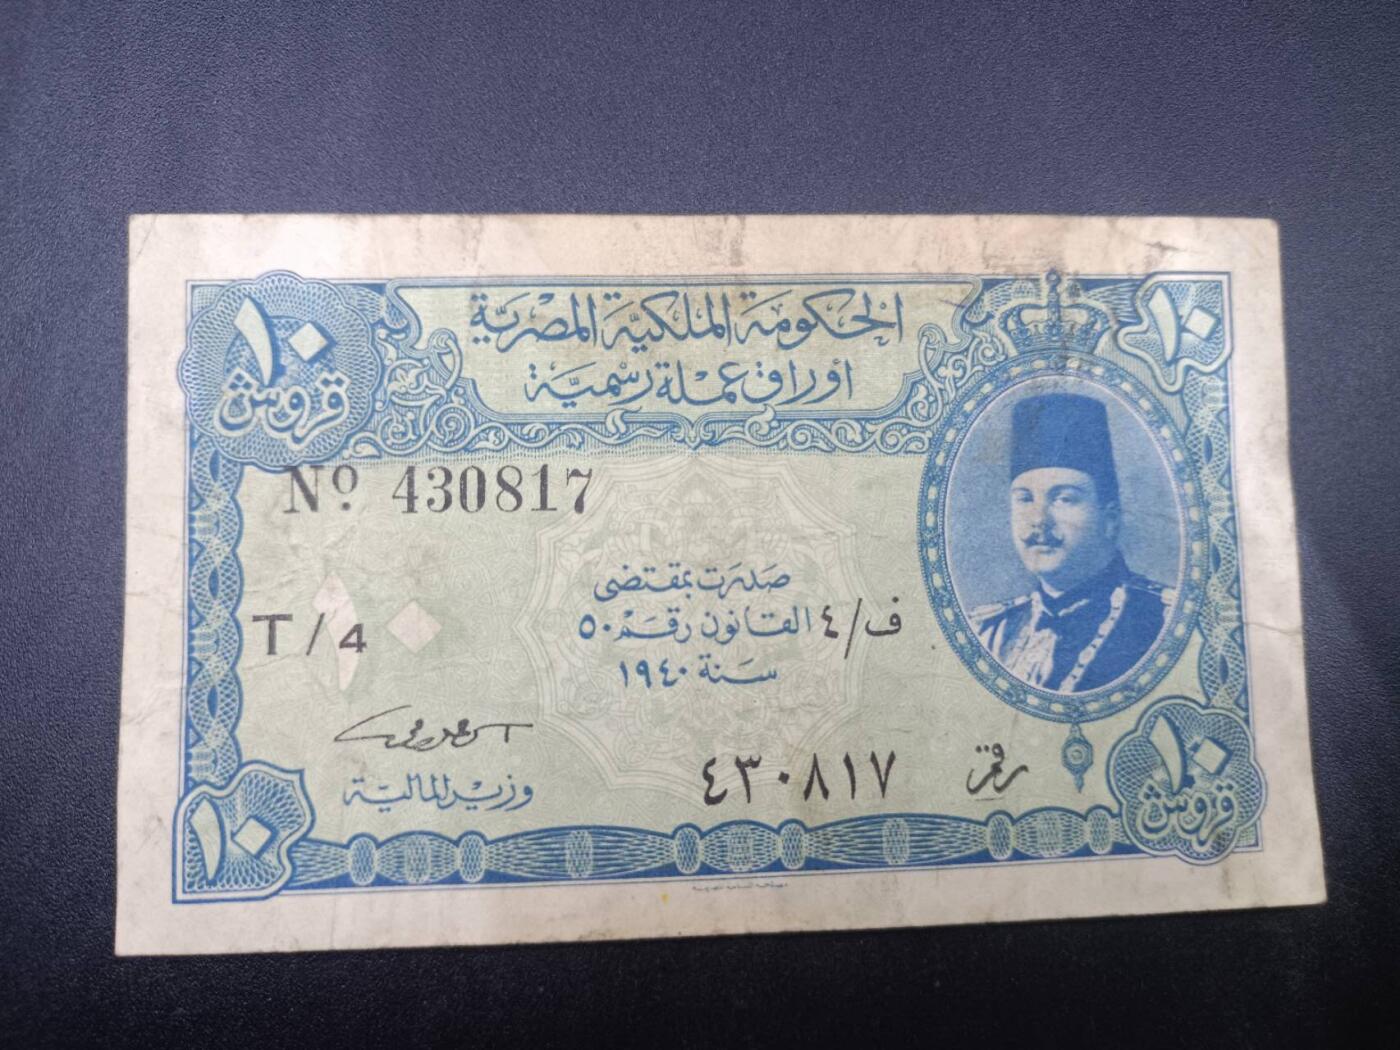 الحكومة الملكية المصرية
أوراق عملة رسمية
١٠
قروش
١٠
Nº 430817
صدرت بمقتضى
القانون رقم ٥٠
سنة ١٩٤٠
T / 4
ف/٤
١٠
وزير المالية
رقم ٤٣٠٨١٧
١٠
١٠
قروش